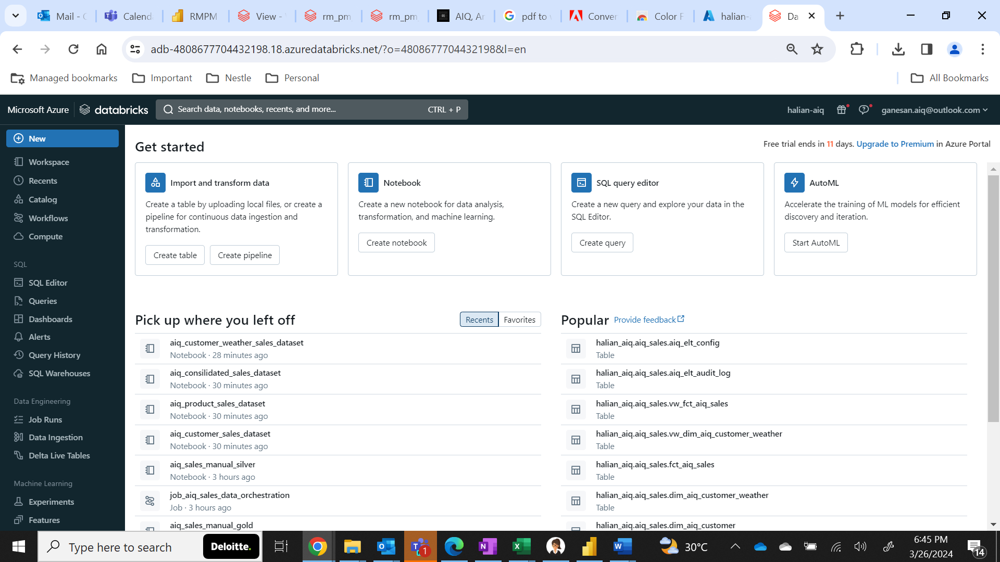 Mail - C
Calend
RMPM
View -
rm_pm
rm_pm
AIQ, Ar
pdf to
Conver
Color F
halian-
Da
adb-4808677704432198.18.azuredatabricks.net/?o=4808677704432198&l=en
Managed bookmarks
Important
Nestle
Personal
All Bookmarks
Microsoft Azure
databricks
Search data, notebooks, recents, and more...
CTRL + P
halian-aiq
ganesan.aiq@outlook.com
New
Workspace
Recents
Catalog
Workflows
Compute
SQL
SQL Editor
Queries
Dashboards
Alerts
Query History
SQL Warehouses
Data Engineering
Job Runs
Data Ingestion
Delta Live Tables
Machine Learning
Experiments
Features
Get started
Free trial ends in 11 days. Upgrade to Premium in Azure Portal
Import and transform data
Create a table by uploading local files, or create a
pipeline for continuous data ingestion and
transformation.
Create table
Create pipeline
Notebook
Create a new notebook for data analysis,
transformation, and machine learning.
Create notebook
SQL query editor
Create a new query and explore your data in the
SQL Editor.
Create query
AutoML
Accelerate the training of ML models for efficient
discovery and iteration.
Start AutoML
Pick up where you left off
Recents
Favorites
aiq_customer_weather_sales_dataset
Notebook · 28 minutes ago
aiq_consilidated_sales_dataset
Notebook · 30 minutes ago
aiq_product_sales_dataset
Notebook · 30 minutes ago
aiq_customer_sales_dataset
Notebook · 30 minutes ago
aiq_sales_manual_silver
Notebook · 3 hours ago
job_aiq_sales_data_orchestration
Job · 3 hours ago
aiq_sales_manual_gold
Popular
Provide feedback
halian_aiq.aiq_sales.aiq_elt_config
Table
halian_aiq.aiq_sales.aiq_elt_audit_log
Table
halian_aiq.aiq_sales.vw_fct_aiq_sales
Table
halian_aiq.aiq_sales.vw_dim_aiq_customer_weather
Table
halian_aiq.aiq_sales.fct_aiq_sales
Table
halian_aiq.aiq_sales.dim_aiq_customer_weather
Table
halian_aiq.aiq_sales.dim_aiq_customer
Type here to search
Deloitte.
1
30°C
6:45 PM
3/26/2024
14